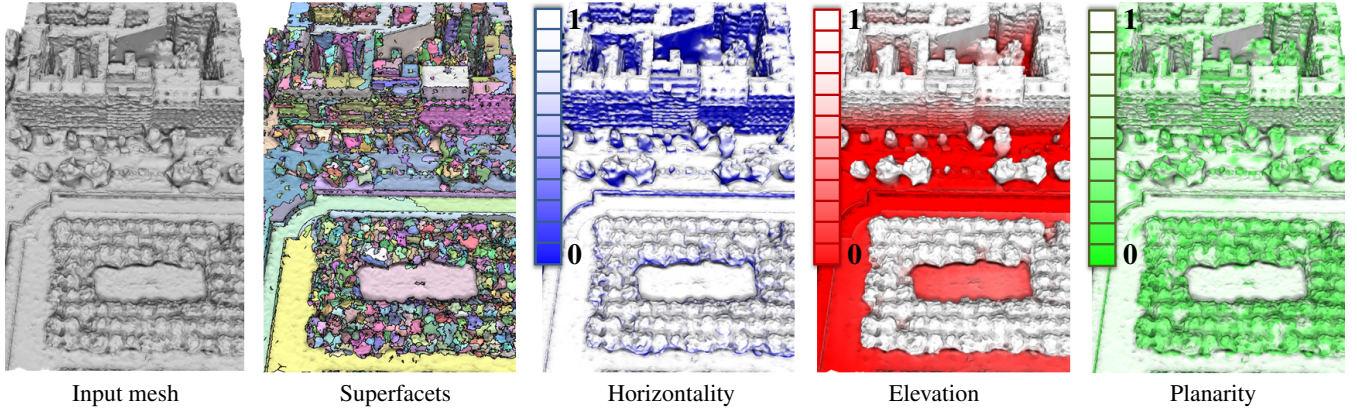 1
1
1
0
0
0
Input mesh
Superfacets
Horizontality
Elevation
Planarity